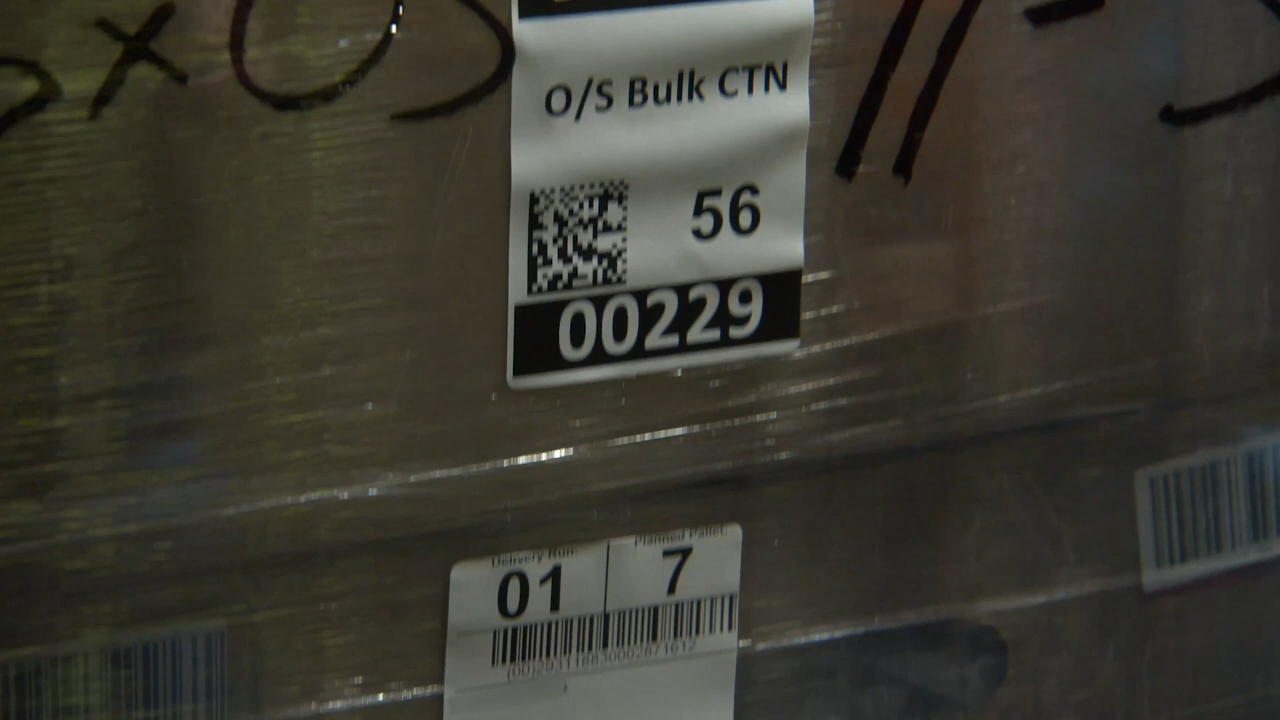 O/S Bulk CTN
56
00229
Delivery Run
Planned Pallet
01
7